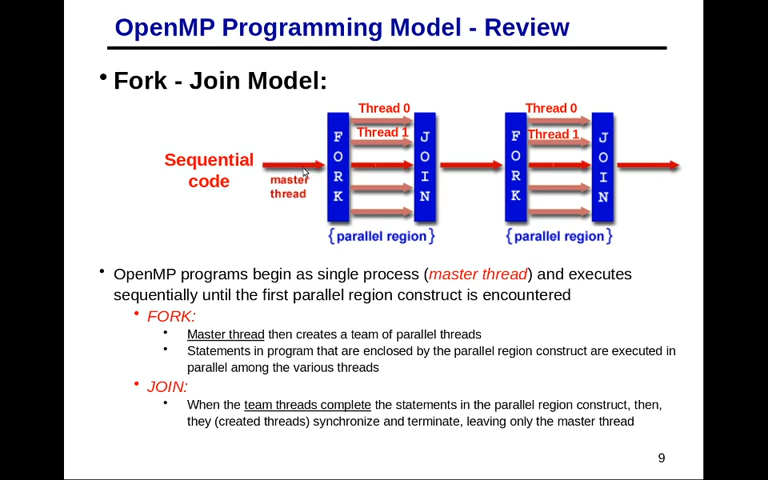 OpenMP Programming Model - Review
• Fork - Join Model:
Thread 0 Thread 0
Thread 1 Thread 1
Sequential
code
master
thread
F O R K
J O I N
F O R K
J O I N
{parallel region} {parallel region}
• OpenMP programs begin as single process (master thread) and executes
sequentially until the first parallel region construct is encountered
• FORK:
• Master thread then creates a team of parallel threads
• Statements in program that are enclosed by the parallel region construct are executed in
parallel among the various threads
• JOIN:
• When the team threads complete the statements in the parallel region construct, then,
they (created threads) synchronize and terminate, leaving only the master thread
9